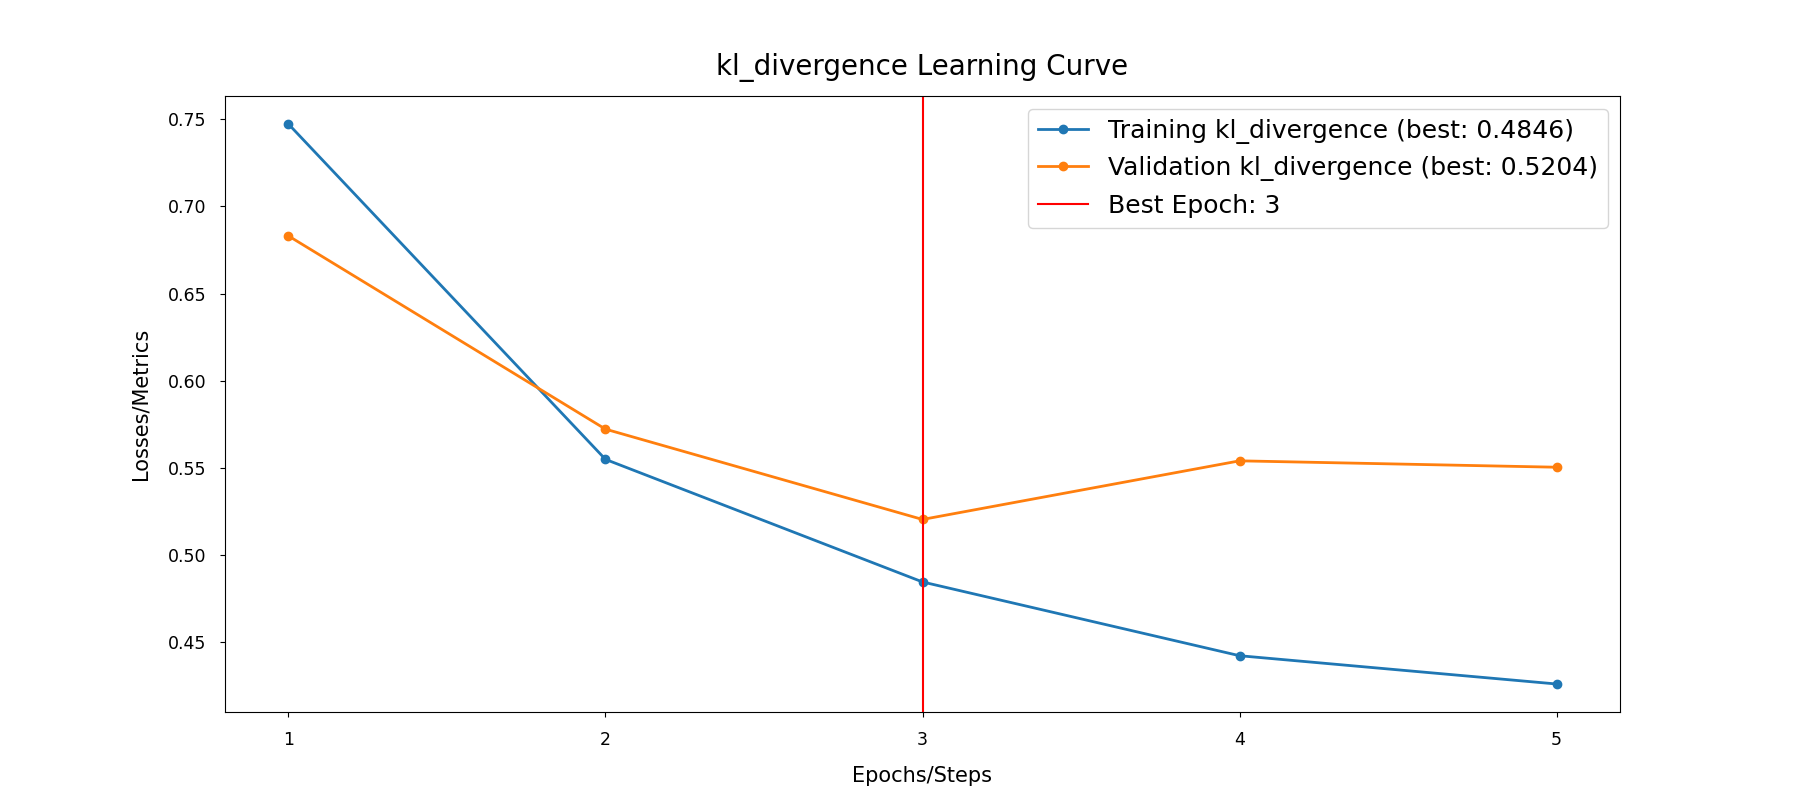 kl_divergence Learning Curve
Training kl_divergence (best: 0.4846)
Validation kl_divergence (best: 0.5204)
Best Epoch: 3
Losses/Metrics
0.75
0.70
0.65
0.60
0.55
0.50
0.45
1 2 3 4 5
Epochs/Steps